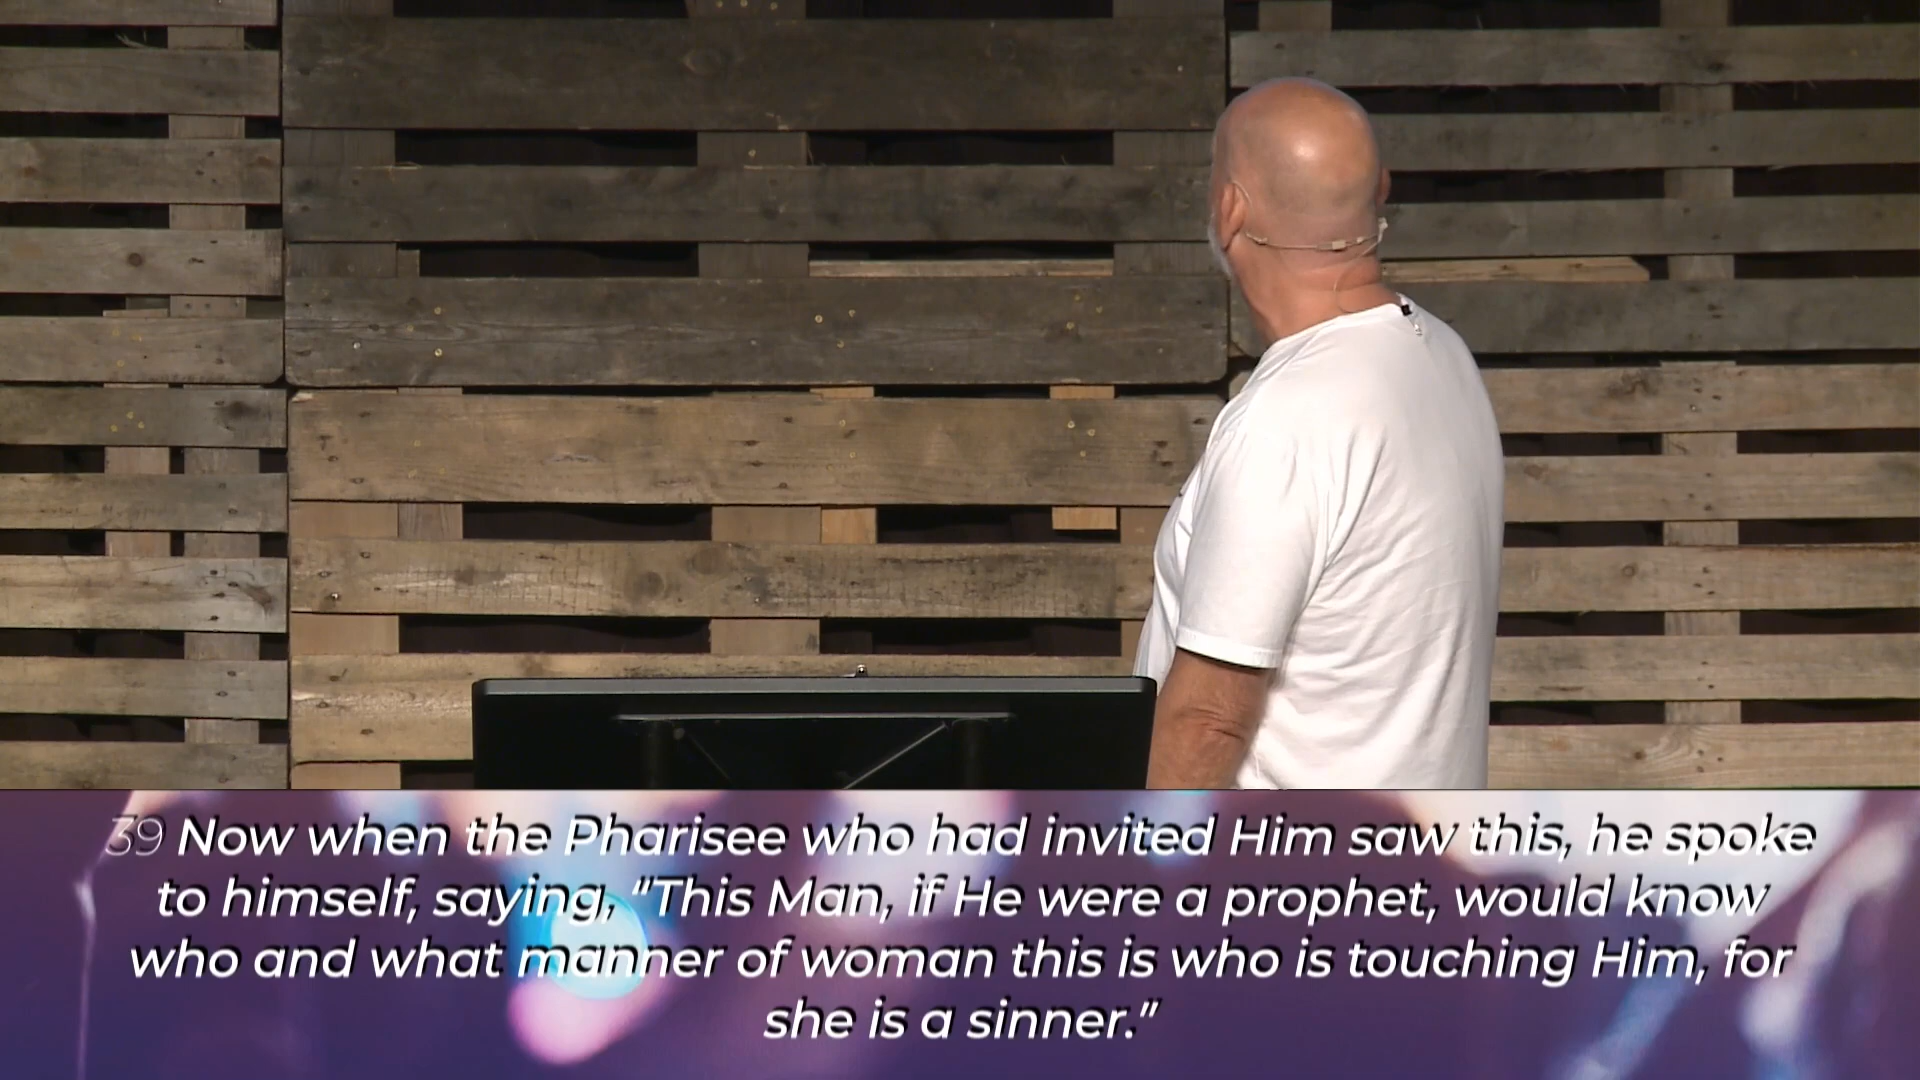 39 Now when the Pharisee who had invited Him saw this, he spoke
to himself, saying, “This Man, if He were a prophet, would know
who and what manner of woman this is who is touching Him, for
she is a sinner.”